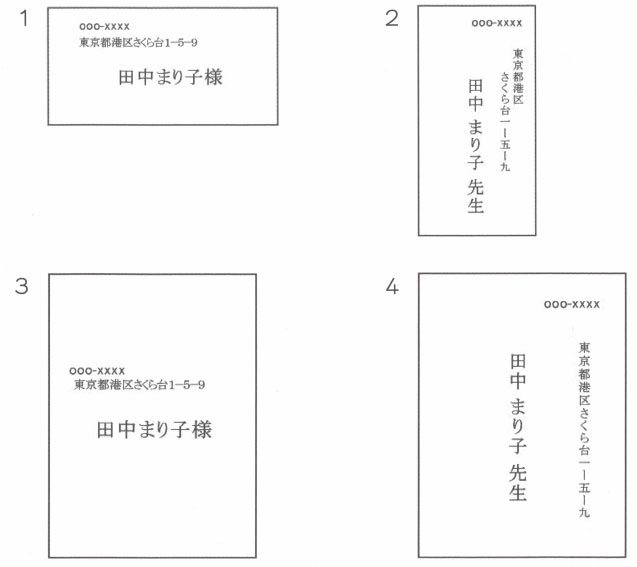 1
ooo-xxxx
東京都港区さくら台1-5-9
田中まり子様
2
ooo-xxxx
東京都港区
さくら台一ー五ー九
田中 まり子 先生
3
ooo-xxxx
東京都港区さくら台1-5-9
田中まり子様
4
ooo-xxxx
東京都港区さくら台一ー五ー九
田中 まり子 先生